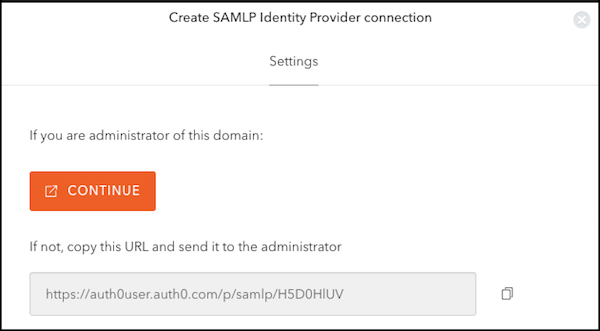 Create SAMLP Identity Provider connection
Settings
If you are administrator of this domain:
CONTINUE
If not, copy this URL and send it to the administrator
https://auth0user.auth0.com/p/samlp/H5D0HlUV